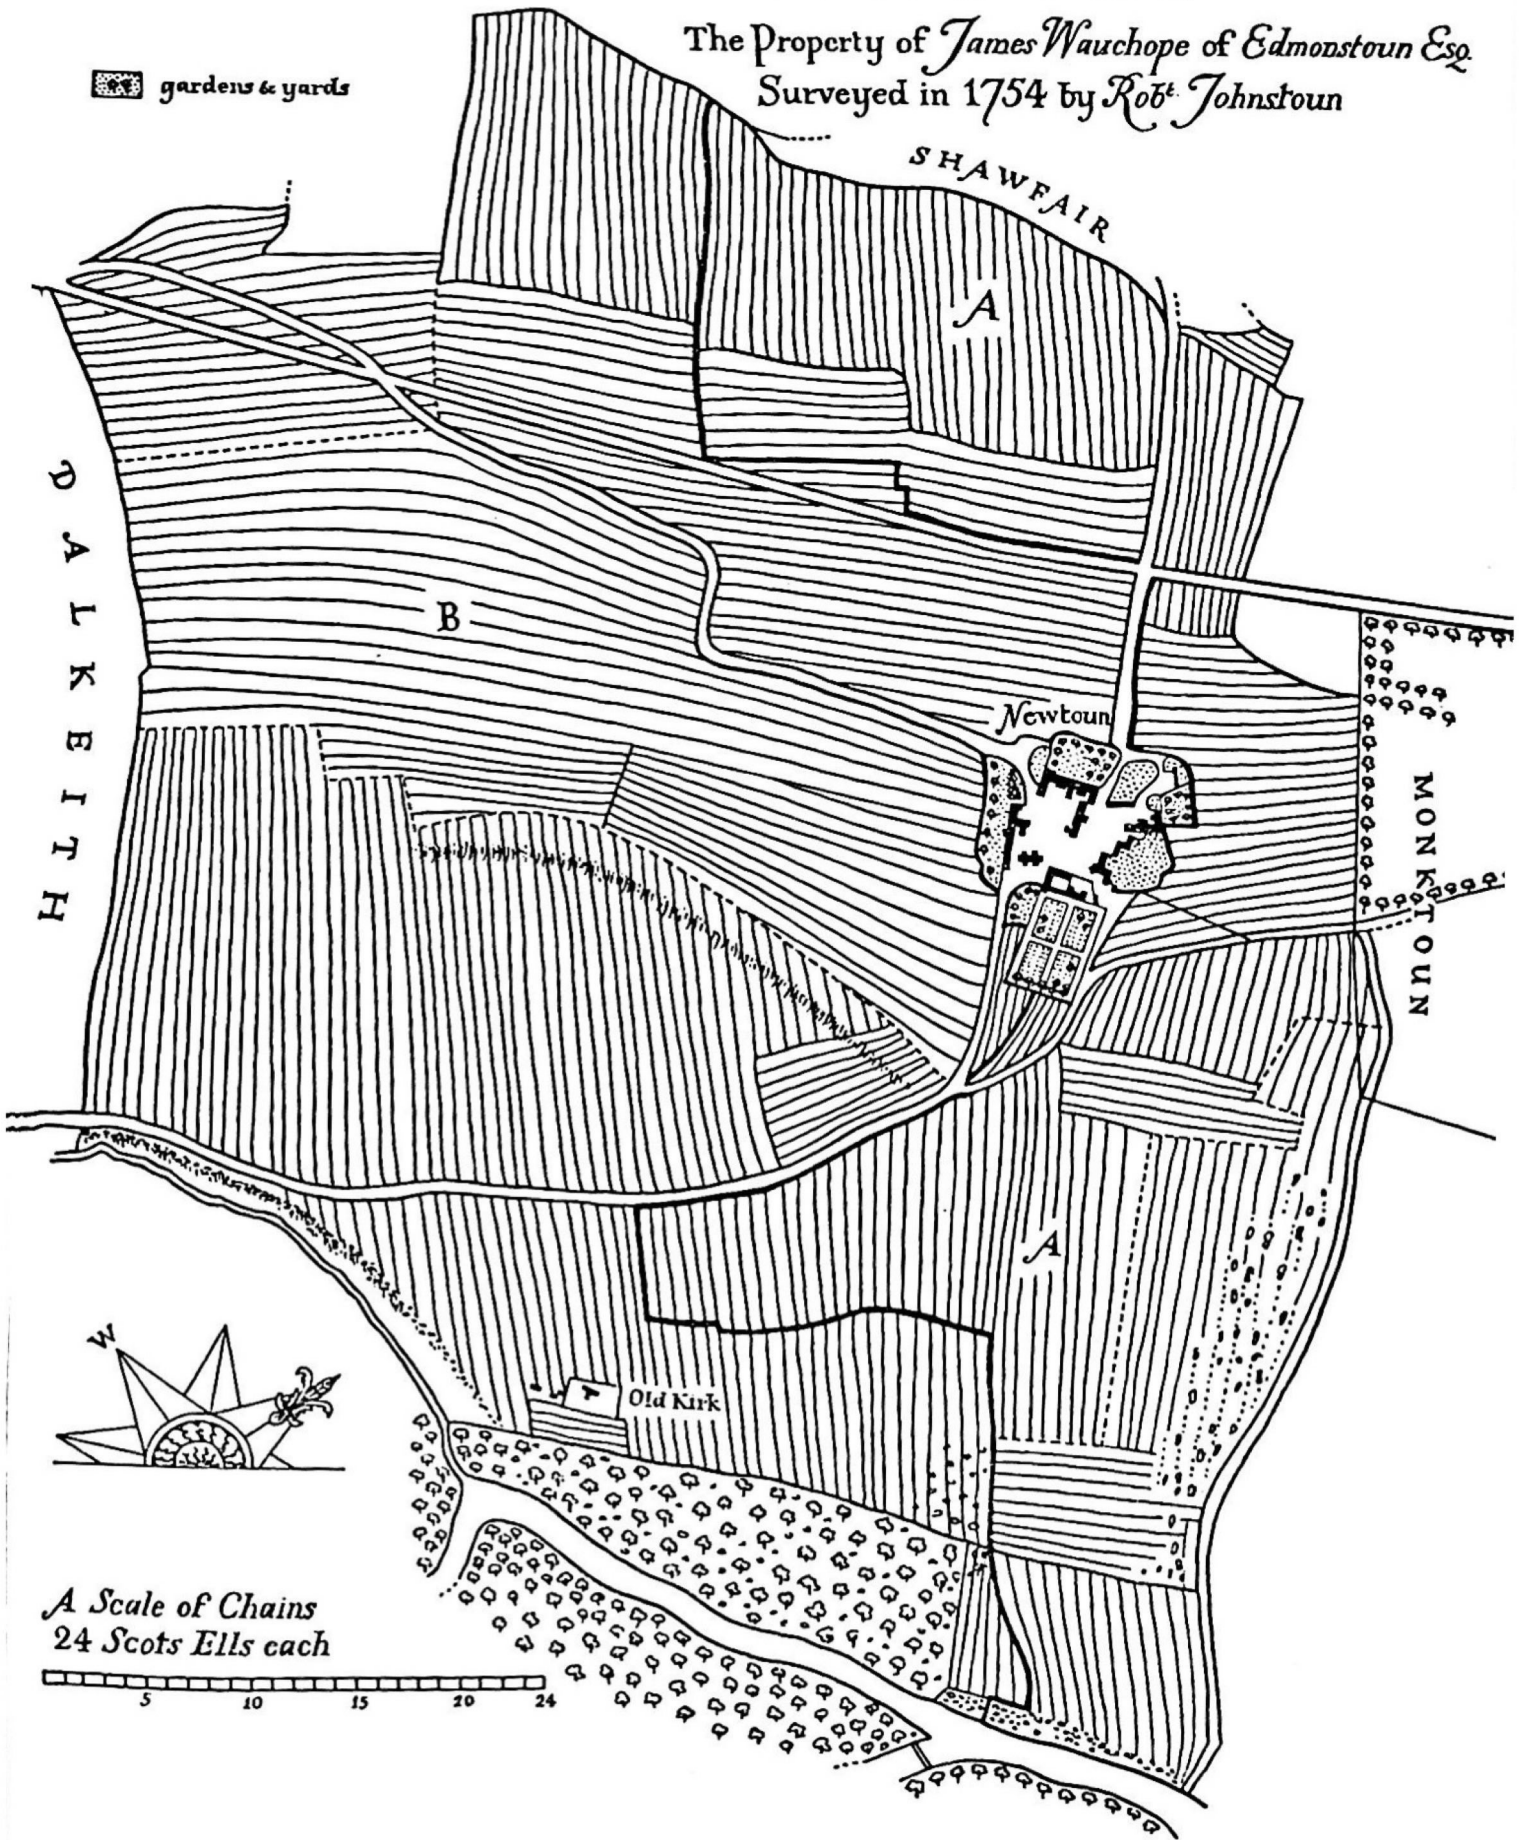 The Property of James Wauchope of Edmonstoun Esq.
Surveyed in 1754 by Robt. Johnstoun
gardens & yards
SHAWFAIR
A
DALKEITH
B
Newtoun
MONKTOUN
A
W
Old Kirk
A Scale of Chains
24 Scots Ells each
5 10 15 20 24